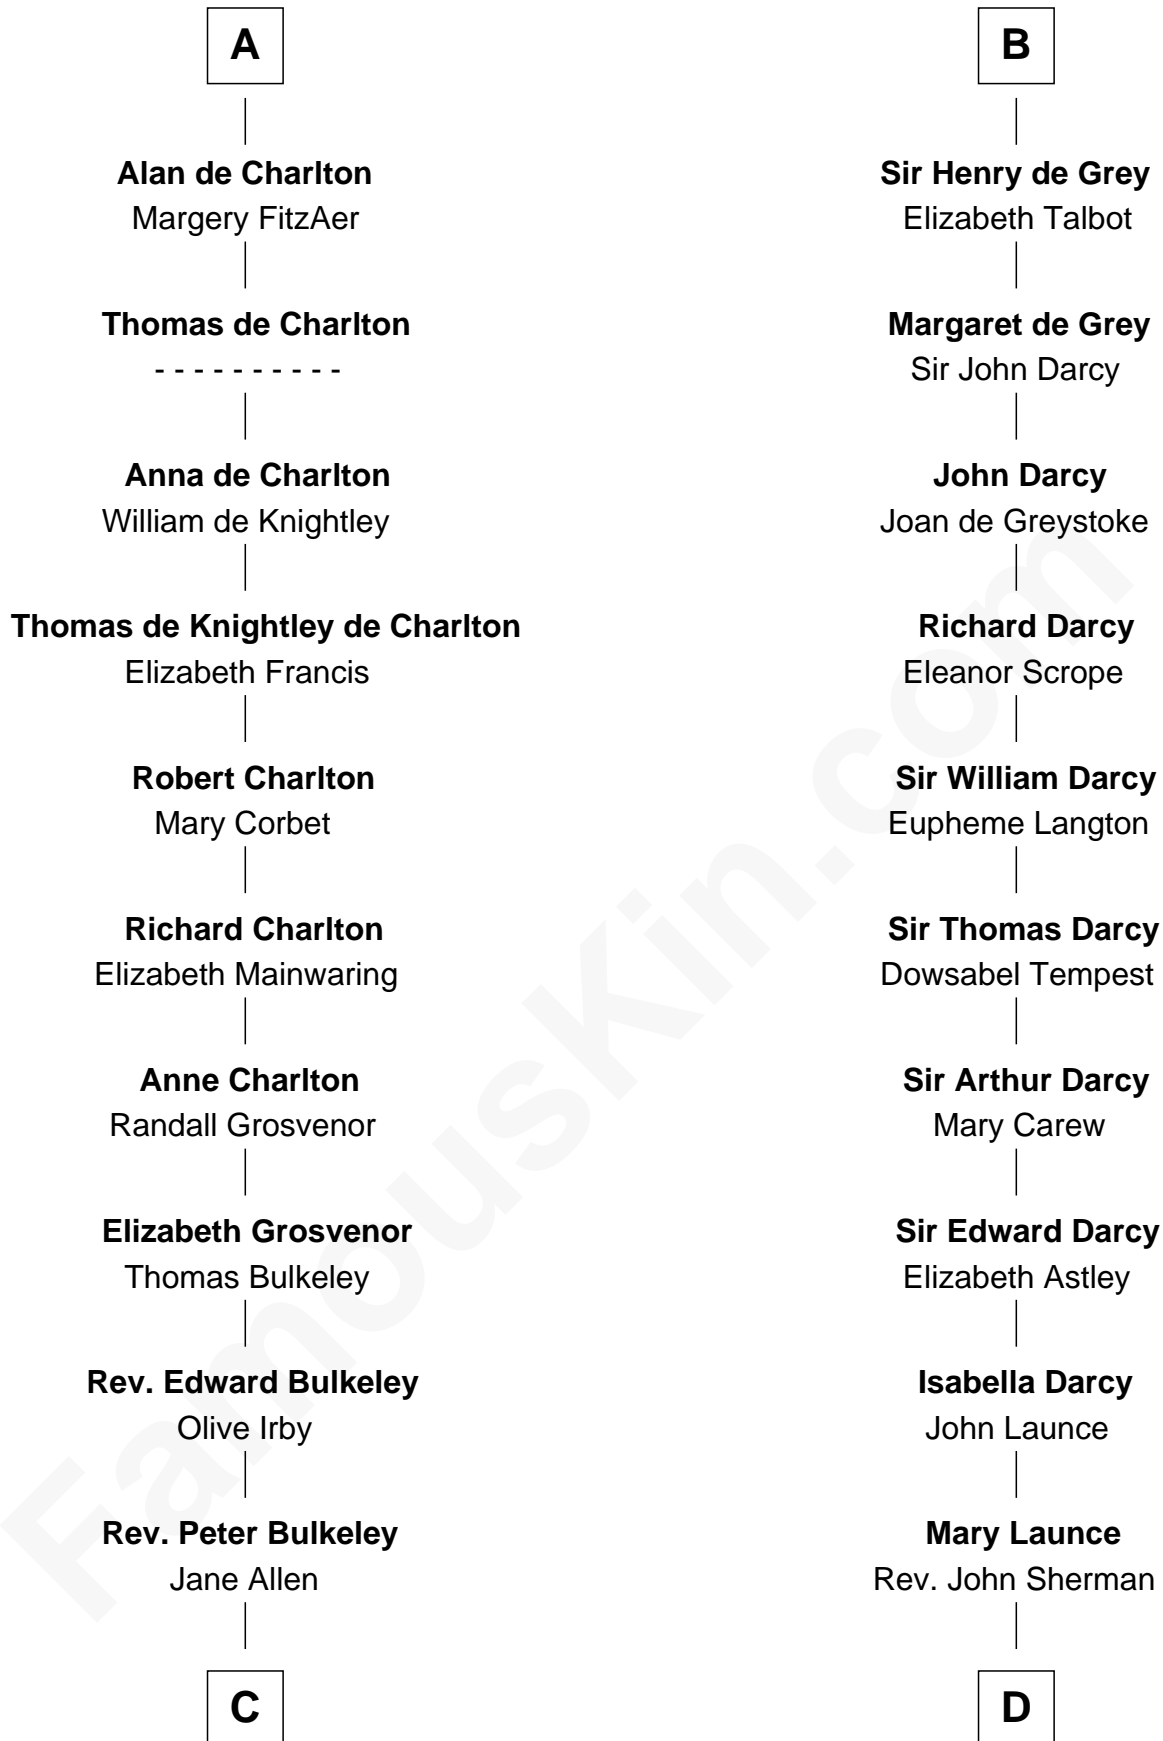 A
Alan de Charlton
Margery FitzAer
Thomas de Charlton
- - - - - - - - - -
Anna de Charlton
William de Knightley
Thomas de Knightley de Charlton
Elizabeth Francis
Robert Charlton
Mary Corbet
Richard Charlton
Elizabeth Mainwaring
Anne Charlton
Randall Grosvenor
Elizabeth Grosvenor
Thomas Bulkeley
Rev. Edward Bulkeley
Olive Irby
Rev. Peter Bulkeley
Jane Allen
C
B
Sir Henry de Grey
Elizabeth Talbot
Margaret de Grey
Sir John Darcy
John Darcy
Joan de Greystoke
Richard Darcy
Eleanor Scrope
Sir William Darcy
Eupheme Langton
Sir Thomas Darcy
Dowsabel Tempest
Sir Arthur Darcy
Mary Carew
Sir Edward Darcy
Elizabeth Astley
Isabella Darcy
John Launce
Mary Launce
Rev. John Sherman
D
FamousKin.com